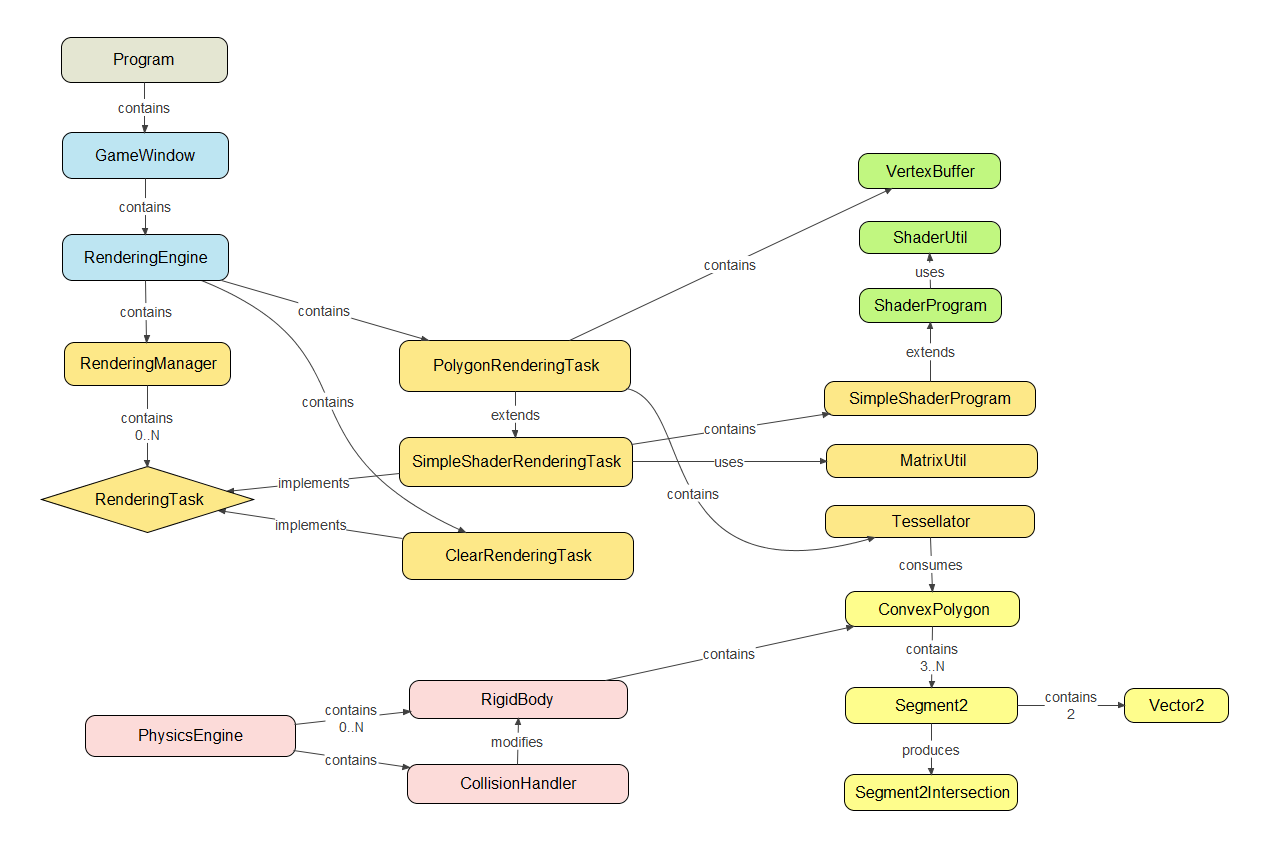 Program
contains
GameWindow
contains
RenderingEngine
contains
contains
contains
RenderingManager
contains
0..N
RenderingTask
PolygonRenderingTask
extends
SimpleShaderRenderingTask
implements
implements
ClearRenderingTask
contains
VertexBuffer
ShaderUtil
uses
ShaderProgram
extends
SimpleShaderProgram
contains
uses
MatrixUtil
contains
Tessellator
consumes
ConvexPolygon
contains
3..N
Segment2
contains
2
Vector2
produces
Segment2Intersection
contains
RigidBody
contains
0..N
PhysicsEngine
modifies
contains
CollisionHandler